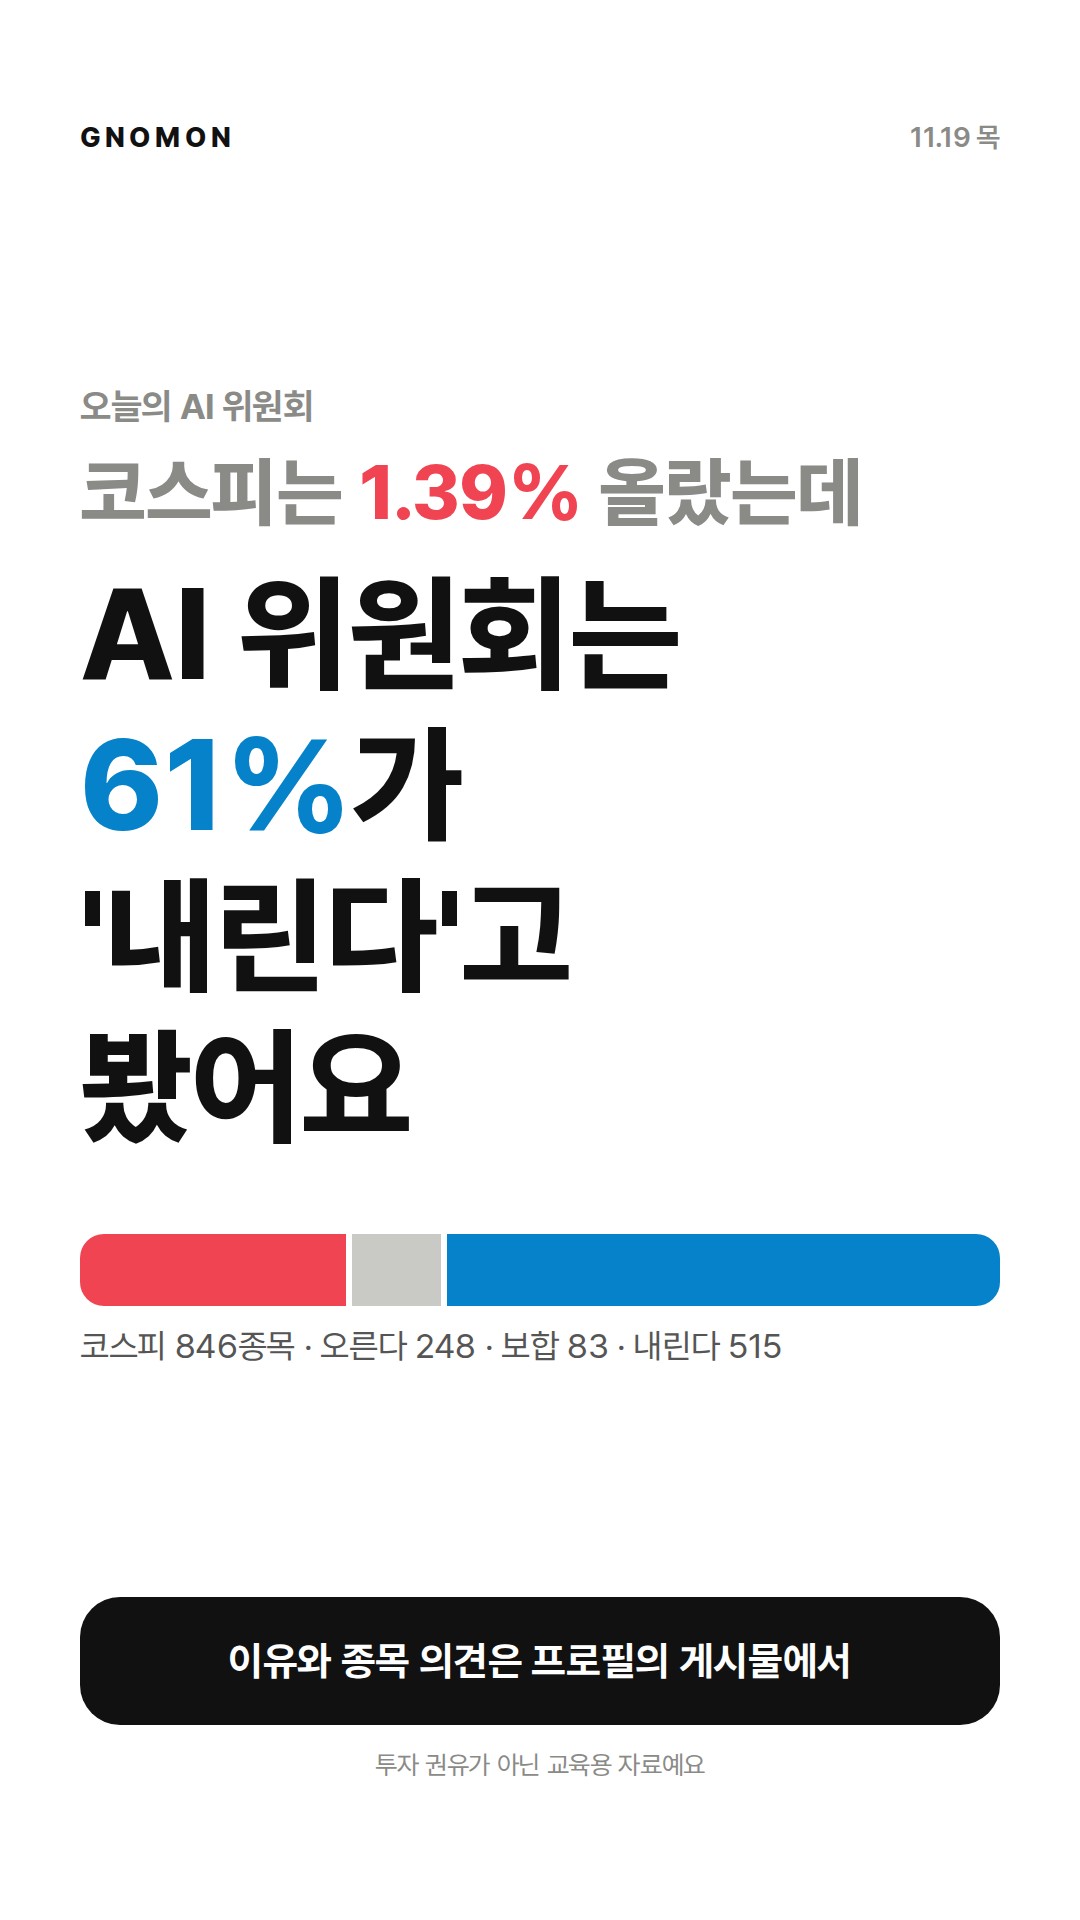 GNOMON
11.19 목
오늘의 AI 위원회
코스피는 1.39% 올랐는데
AI 위원회는
61%가
'내린다'고
봤어요
코스피 846종목 · 오른다 248 · 보합 83 · 내린다 515
이유와 종목 의견은 프로필의 게시물에서
투자 권유가 아닌 교육용 자료예요